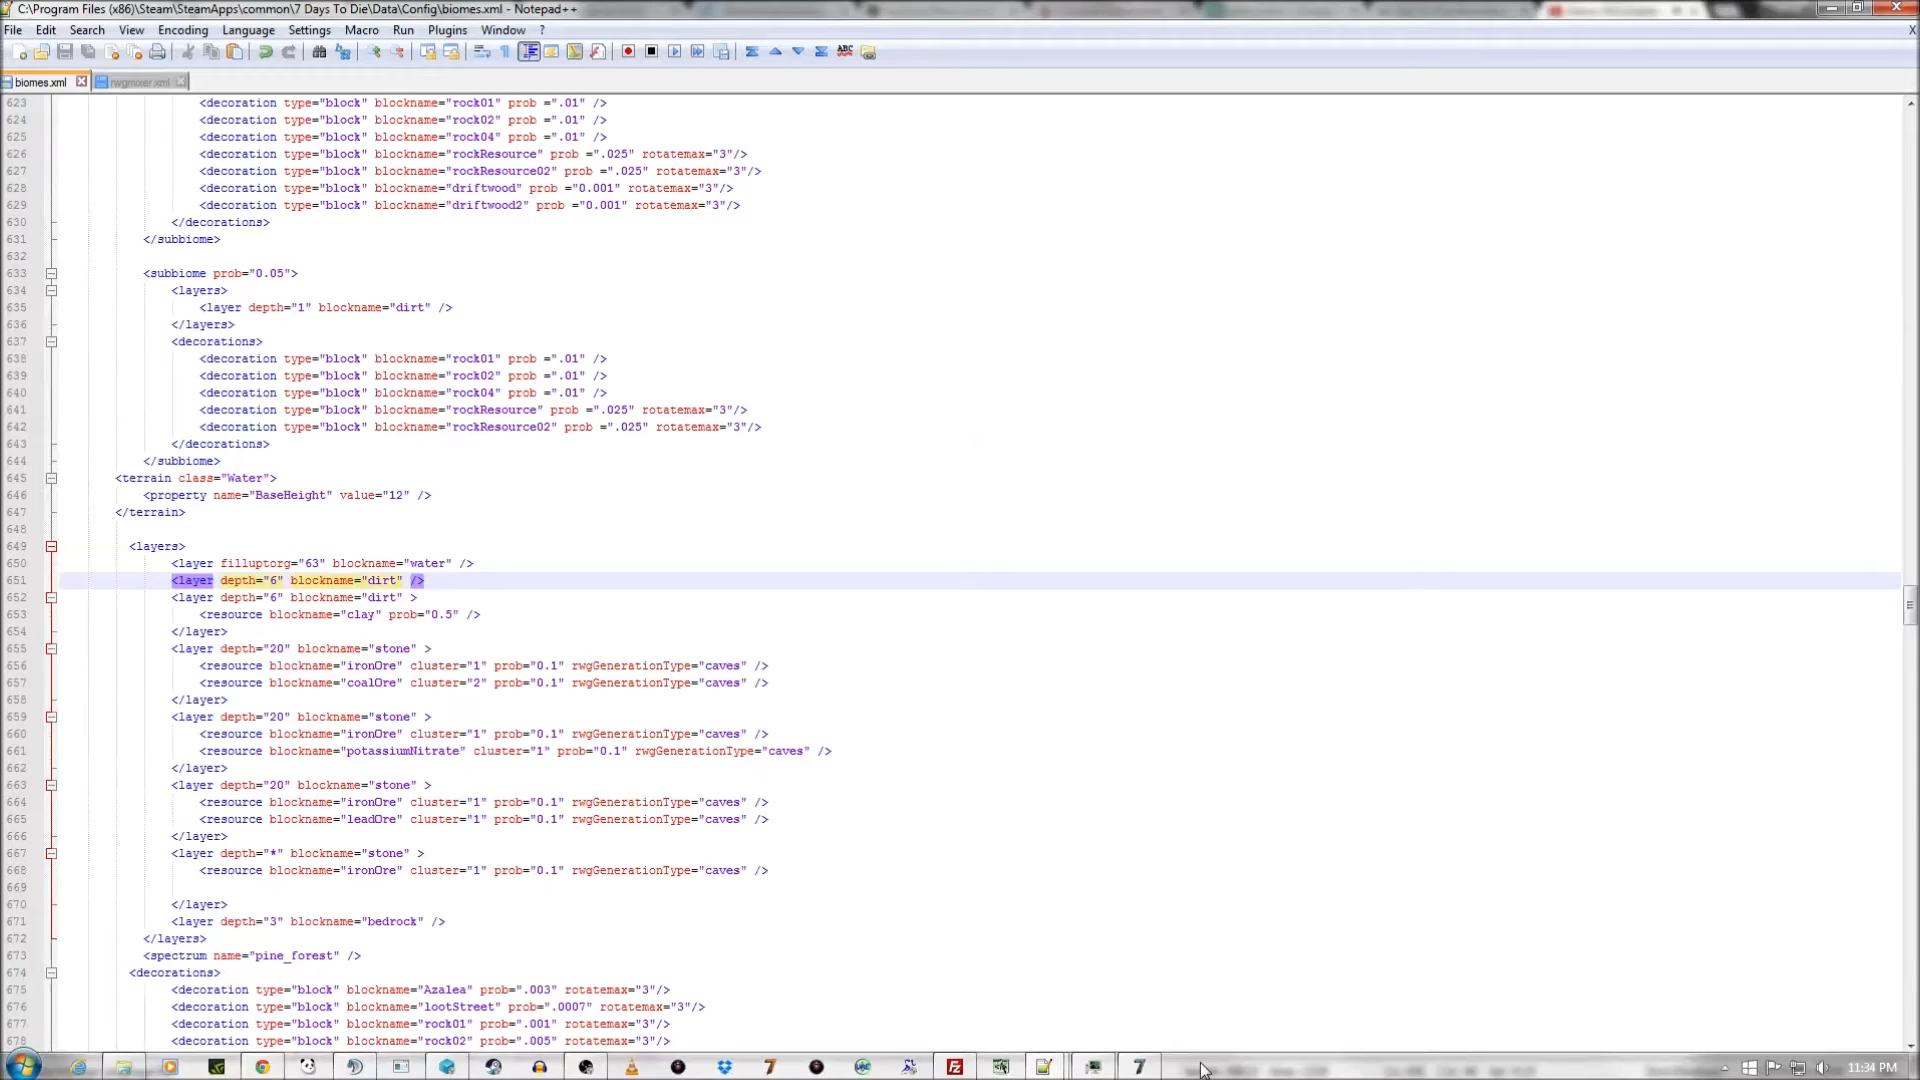 C:\Program Files (x86)\Steam\SteamApps\common\7 Days To Die\Data\Config\biomes.xml - Notepad++
File Edit Search View Encoding Language Settings Macro Run Plugins Window ? X
biomes.xml rwgmixer.xml
623 <decoration type="block" blockname="rock01" prob =".01" />
624 <decoration type="block" blockname="rock02" prob =".01" />
625 <decoration type="block" blockname="rock04" prob =".01" />
626 <decoration type="block" blockname="rockResource" prob =".025" rotatemax="3"/>
627 <decoration type="block" blockname="rockResource02" prob =".025" rotatemax="3"/>
628 <decoration type="block" blockname="driftwood" prob ="0.001" rotatemax="3"/>
629 <decoration type="block" blockname="driftwood2" prob ="0.001" rotatemax="3"/>
630 </decorations>
631 </subbiome>
632
633 <subbiome prob="0.05">
634 <layers>
635 <layer depth="1" blockname="dirt" />
636 </layers>
637 <decorations>
638 <decoration type="block" blockname="rock01" prob =".01" />
639 <decoration type="block" blockname="rock02" prob =".01" />
640 <decoration type="block" blockname="rock04" prob =".01" />
641 <decoration type="block" blockname="rockResource" prob =".025" rotatemax="3"/>
642 <decoration type="block" blockname="rockResource02" prob =".025" rotatemax="3"/>
643 </decorations>
644 </subbiome>
645 <terrain class="Water">
646 <property name="BaseHeight" value="12" />
647 </terrain>
648
649 <layers>
650 <layer filluptorg="63" blockname="water" />
651 <layer depth="6" blockname="dirt" />
652 <layer depth="6" blockname="dirt" >
653 <resource blockname="clay" prob="0.5" />
654 </layer>
655 <layer depth="20" blockname="stone" >
656 <resource blockname="ironOre" cluster="1" prob="0.1" rwgGenerationType="caves" />
657 <resource blockname="coalOre" cluster="2" prob="0.1" rwgGenerationType="caves" />
658 </layer>
659 <layer depth="20" blockname="stone" >
660 <resource blockname="ironOre" cluster="1" prob="0.1" rwgGenerationType="caves" />
661 <resource blockname="potassiumNitrate" cluster="1" prob="0.1" rwgGenerationType="caves" />
662 </layer>
663 <layer depth="20" blockname="stone" >
664 <resource blockname="ironOre" cluster="1" prob="0.1" rwgGenerationType="caves" />
665 <resource blockname="leadOre" cluster="1" prob="0.1" rwgGenerationType="caves" />
666 </layer>
667 <layer depth="*" blockname="stone" >
668 <resource blockname="ironOre" cluster="1" prob="0.1" rwgGenerationType="caves" />
669
670 </layer>
671 <layer depth="3" blockname="bedrock" />
672 </layers>
673 <spectrum name="pine_forest" />
674 <decorations>
675 <decoration type="block" blockname="Azalea" prob=".003" rotatemax="3"/>
676 <decoration type="block" blockname="lootStreet" prob=".0007" rotatemax="3"/>
677 <decoration type="block" blockname="rock01" prob=".001" rotatemax="3"/>
678 <decoration type="block" blockname="rock02" prob=".005" rotatemax="3"/>
11:34 PM